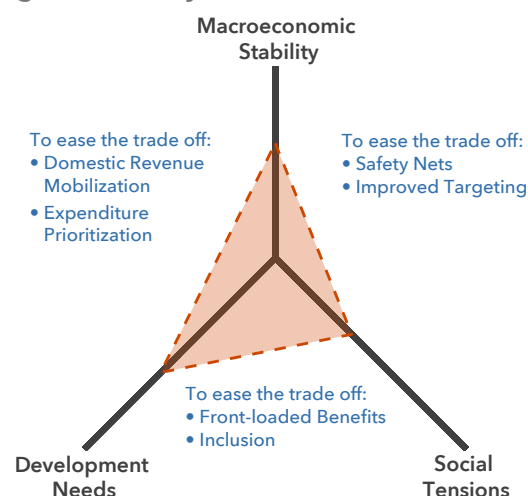 Macroeconomic
Stability
To ease the trade off:
• Domestic Revenue
Mobilization
• Expenditure
Prioritization
To ease the trade off:
• Safety Nets
• Improved Targeting
To ease the trade off:
• Front-loaded Benefits
• Inclusion
Development
Needs
Social
Tensions